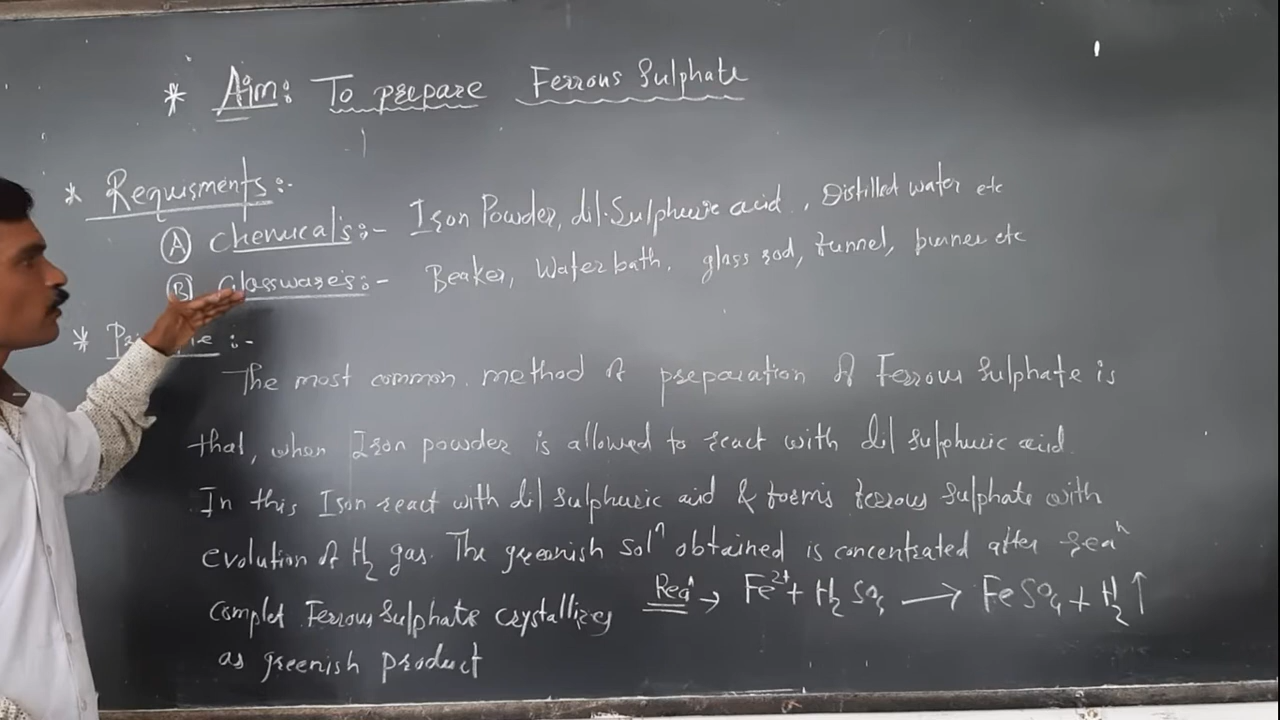 * Aim: To prepare Ferrous Sulphate
* Requisments:-
(A) Chemicals:- Iron Powder, dil. Sulphuric acid, Distilled water etc
(B) Glasswares:- Beaker, Water bath, glass rod, funnel, burner etc
* :-
The most common method of preparation of Ferrous Sulphate is
that, when Iron powder is allowed to react with dil sulphuric acid.
In this Iron react with dil sulphuric acid & forms ferrous sulphate with
evolution of H₂ gas. The greenish solⁿ obtained is concentrated after reaⁿ
complet Ferrous Sulphate crystallizes
Reaⁿ → Fe²⁺ + H₂SO₄ → FeSO₄ + H₂↑
as greenish product